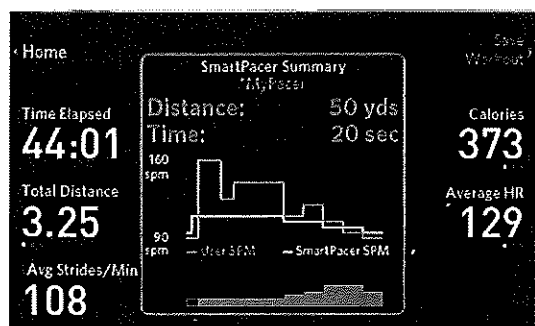 ‹ Home
Save
Workout ›
SmartPacer Summary
MyPacer
Distance: 50 yds
Time: 20 sec
Time Elapsed
44:01
Total Distance
3.25
Avg Strides/Min
108
160
spm
90
spm
User SPM
SmartPacer SPM
Calories
373
Average HR
129